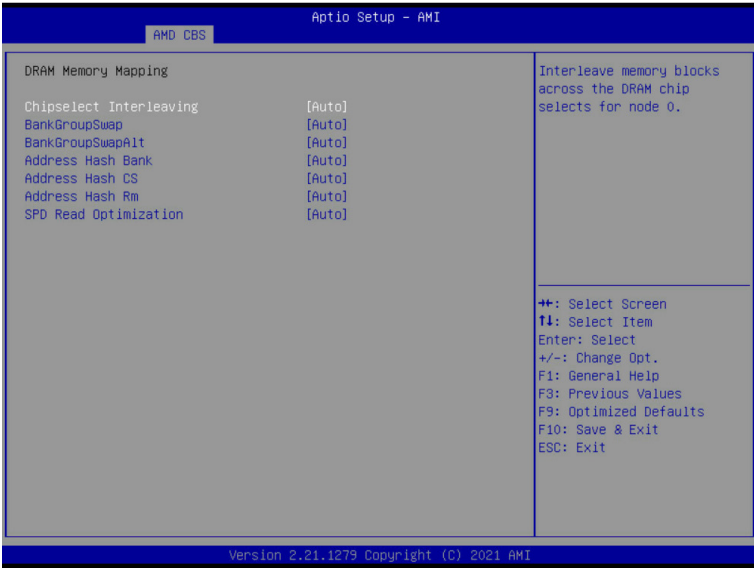 Aptio Setup – AMI
AMD CBS
DRAM Memory Mapping
Chipselect Interleaving [Auto]
BankGroupSwap [Auto]
BankGroupSwapAlt [Auto]
Address Hash Bank [Auto]
Address Hash CS [Auto]
Address Hash Rm [Auto]
SPD Read Optimization [Auto]
Interleave memory blocks
across the DRAM chip
selects for node 0.
→←: Select Screen
↑↓: Select Item
Enter: Select
+/-: Change Opt.
F1: General Help
F3: Previous Values
F9: Optimized Defaults
F10: Save & Exit
ESC: Exit
Version 2.21.1279 Copyright (C) 2021 AMI